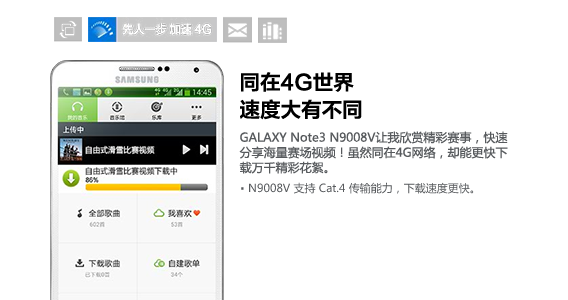 先人一步 加速 4G
同在4G世界
速度大有不同
GALAXY Note3 N9008V让我欣赏精彩赛事，快速
分享海量赛场视频！虽然同在4G网络，却能更快下
载万千精彩花絮。
• N9008V 支持 Cat.4 传输能力，下载速度更快。
SAMSUNG
14:45
我的音乐 音乐馆 乐库 更多
上传中
自由式滑雪比赛视频
自由式滑雪比赛视频下载中
86%
全部歌曲 我喜欢
602首 53首
下载歌曲 自建歌单
34个